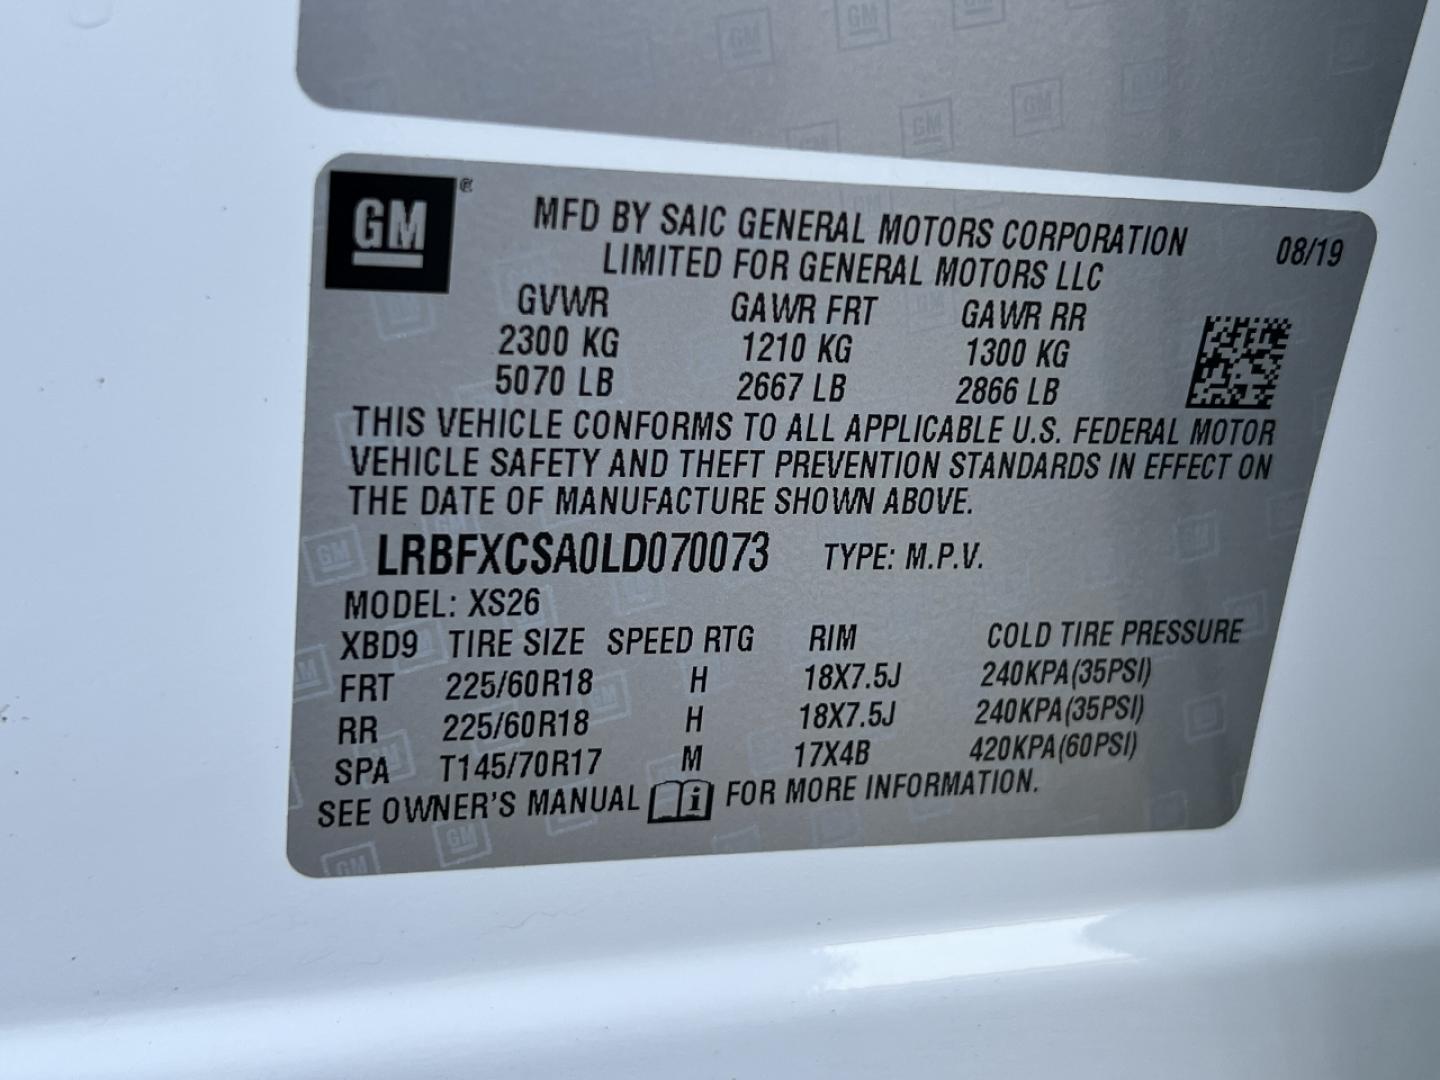 GM
MFD BY SAIC GENERAL MOTORS CORPORATION
LIMITED FOR GENERAL MOTORS LLC
08/19
GVWR GAWR FRT GAWR RR
2300 KG 1210 KG 1300 KG
5070 LB 2667 LB 2866 LB
THIS VEHICLE CONFORMS TO ALL APPLICABLE U.S. FEDERAL MOTOR
VEHICLE SAFETY AND THEFT PREVENTION STANDARDS IN EFFECT ON
THE DATE OF MANUFACTURE SHOWN ABOVE.
LRBFXCSA0LD070073 TYPE: M.P.V.
MODEL: XS26
XBD9 TIRE SIZE SPEED RTG RIM COLD TIRE PRESSURE
FRT 225/60R18 H 18X7.5J 240KPA(35PSI)
RR 225/60R18 H 18X7.5J 240KPA(35PSI)
SPA T145/70R17 M 17X4B 420KPA(60PSI)
SEE OWNER'S MANUAL i FOR MORE INFORMATION.